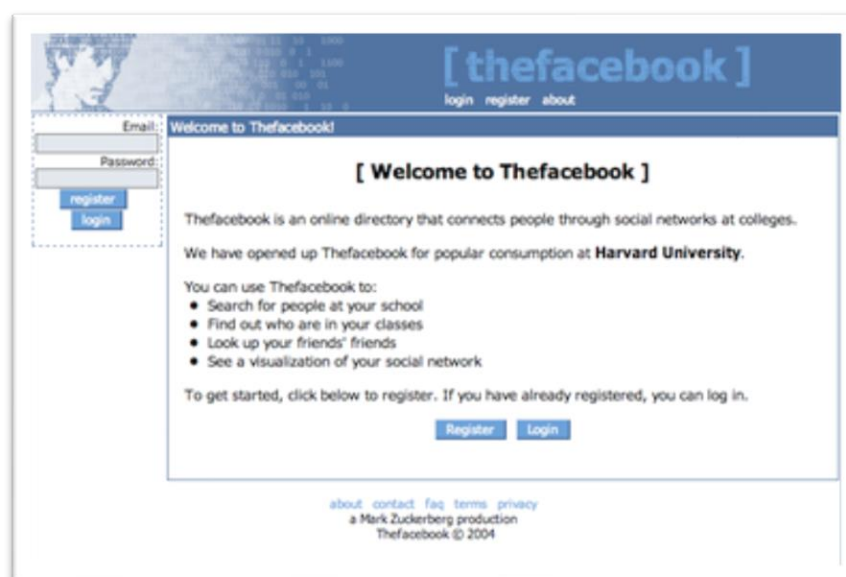 [ thefacebook ]
login register about
Email:
Password:
register
login
Welcome to Thefacebook!
[ Welcome to Thefacebook ]
Thefacebook is an online directory that connects people through social networks at colleges.
We have opened up Thefacebook for popular consumption at Harvard University.
You can use Thefacebook to:
• Search for people at your school
• Find out who are in your classes
• Look up your friends' friends
• See a visualization of your social network
To get started, click below to register. If you have already registered, you can log in.
Register Login
about contact faq terms privacy
a Mark Zuckerberg production
Thefacebook © 2004